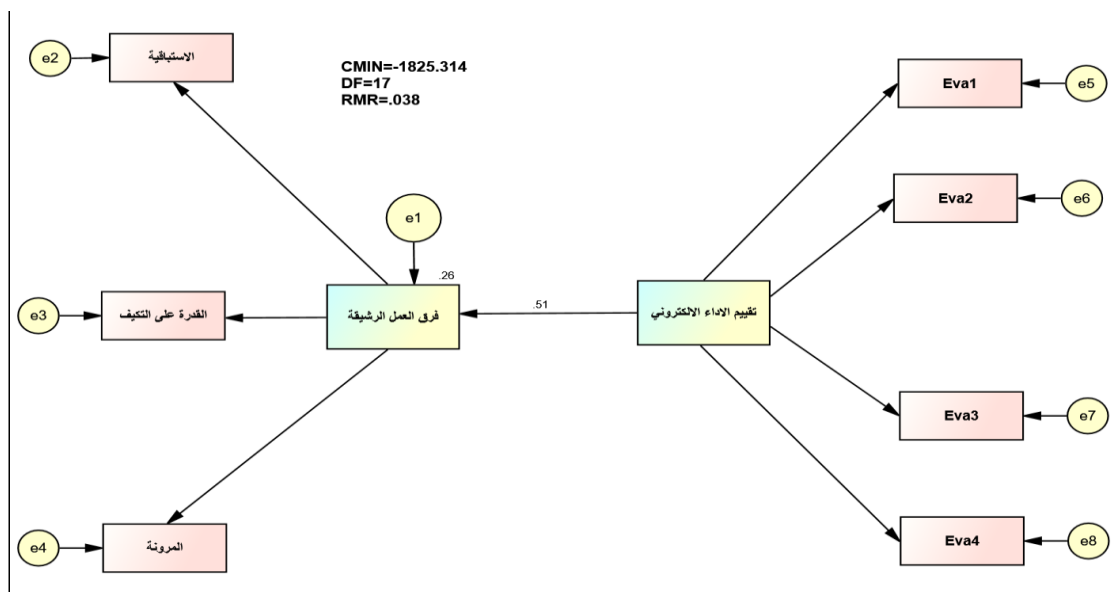 e2
الاستباقية
CMIN=-1825.314
DF=17
RMR=.038
Eva1
e5
Eva2
e6
e1
.26
e3
القدرة على التكيف
فرق العمل الرشيقة
.51
تقييم الاداء الالكتروني
Eva3
e7
e4
المرونة
Eva4
e8